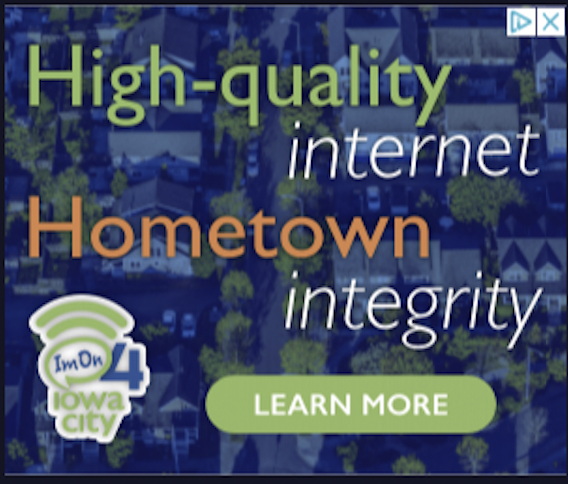 High-quality
internet
Hometown
integrity
ImOn 4
iowa
city
LEARN MORE